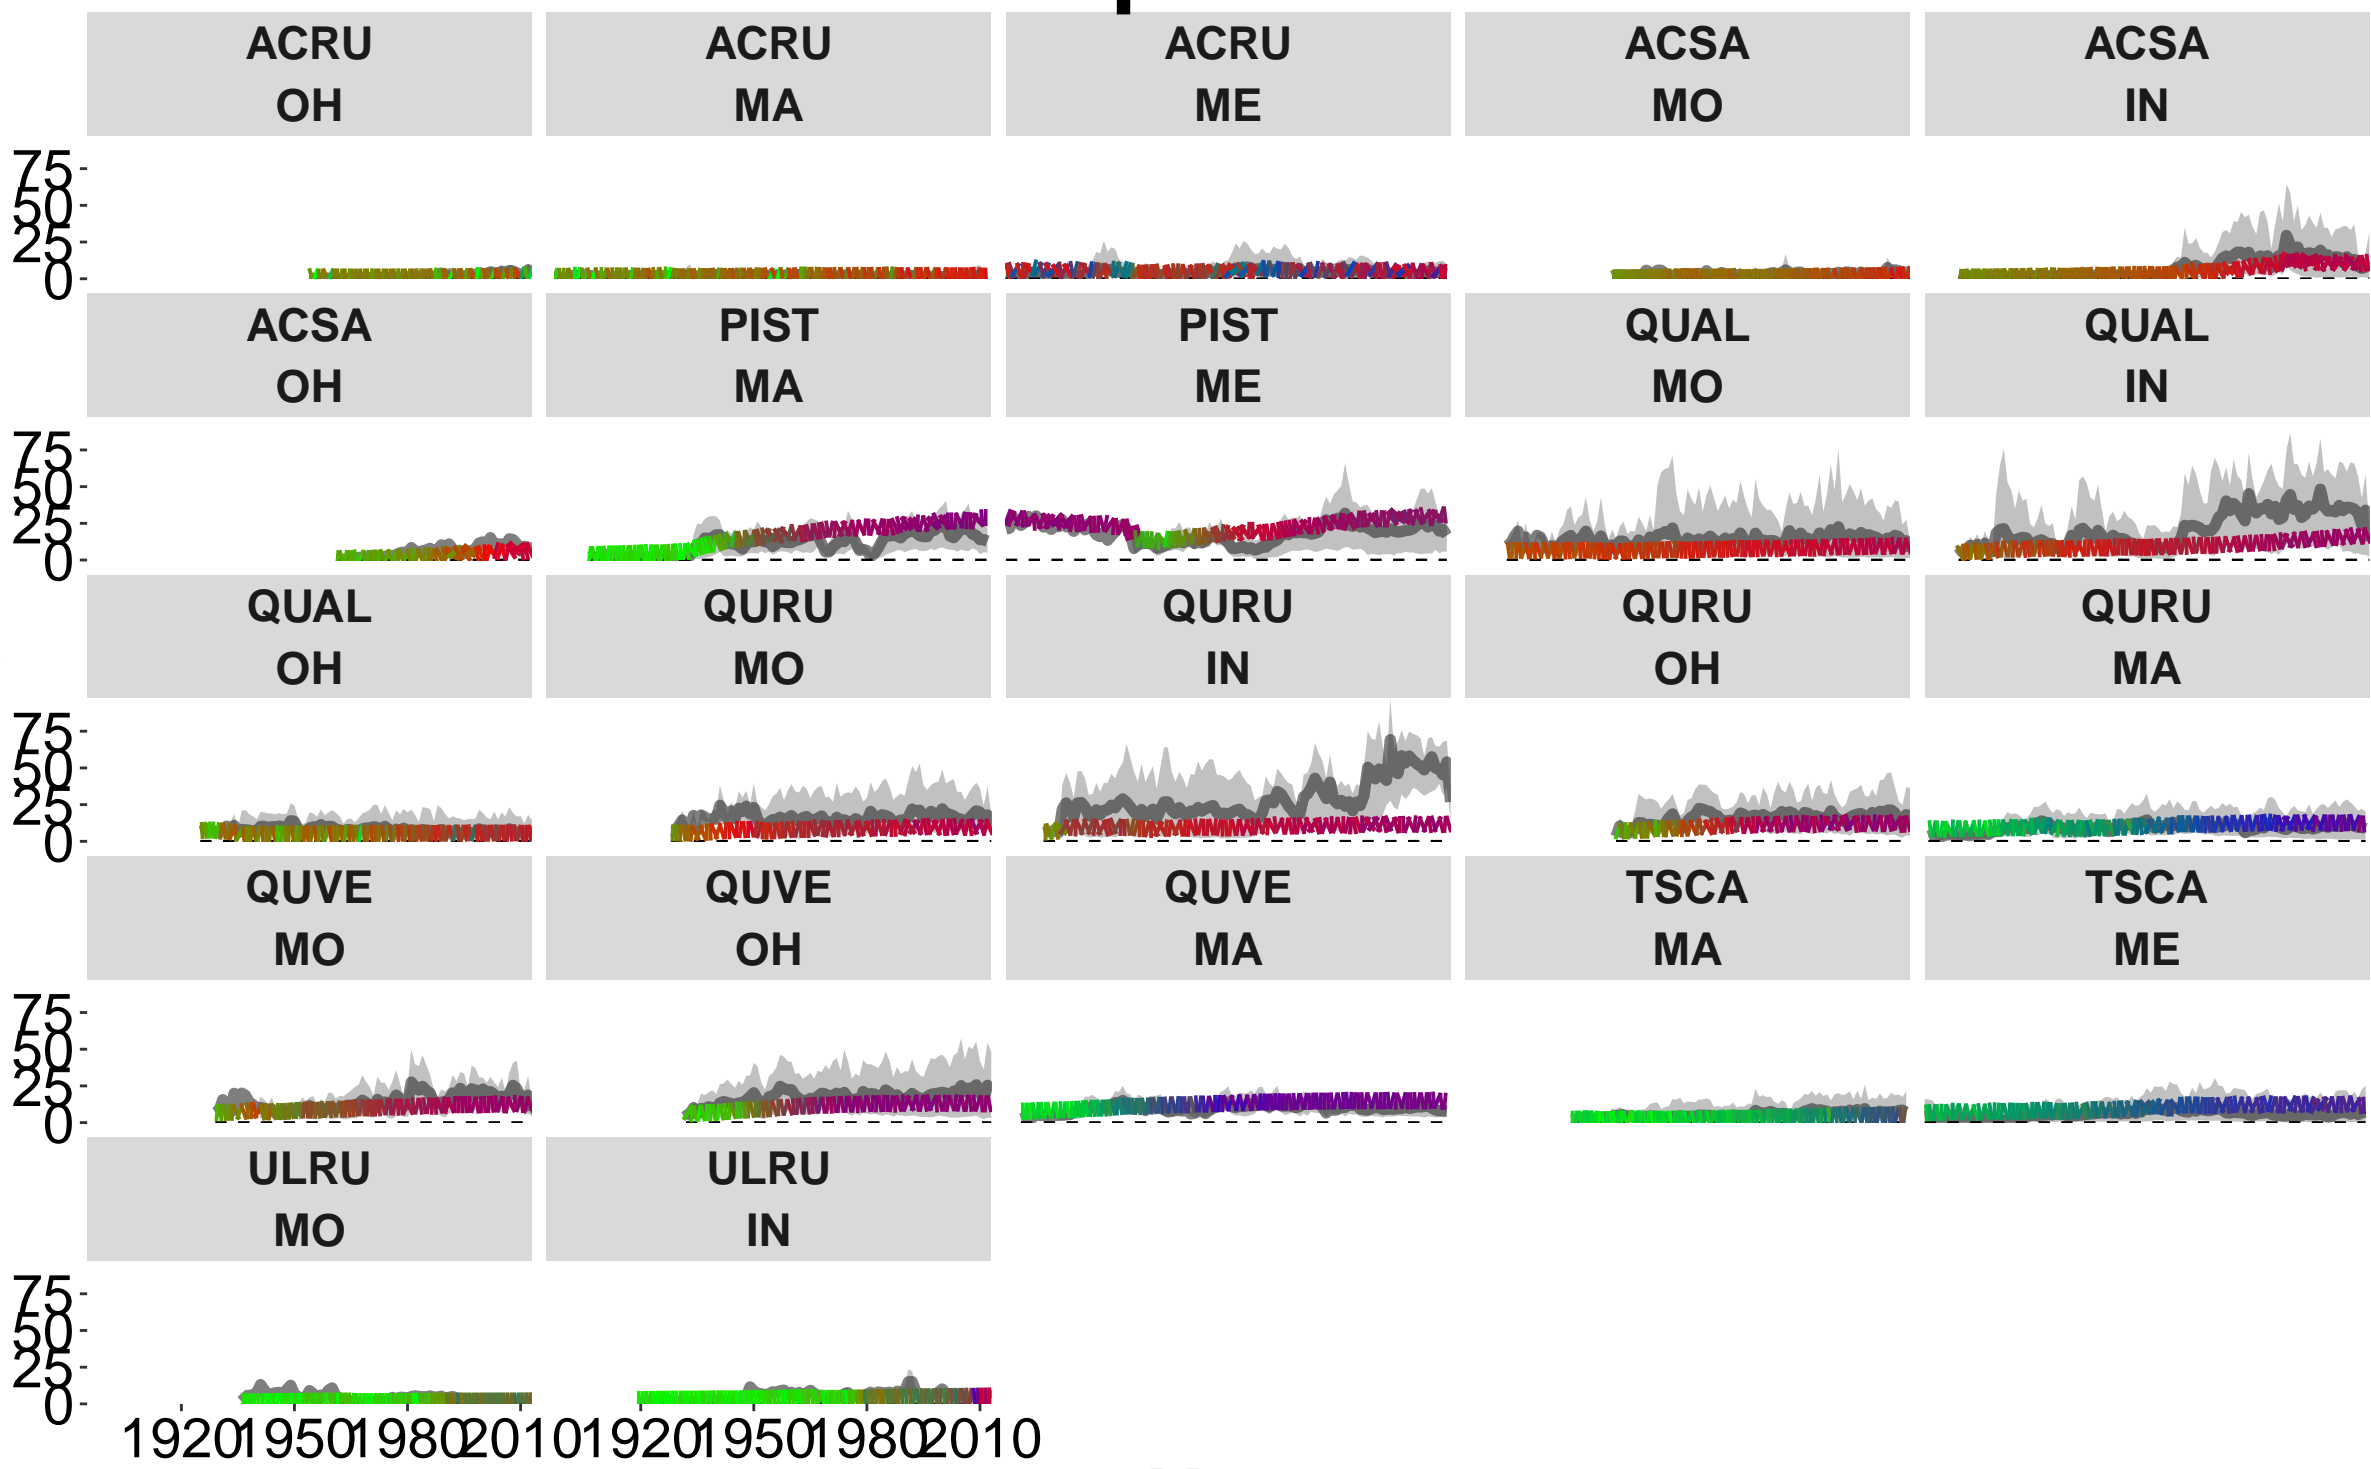 ACRU ACRU ACRU ACSA ACSA
OH MA ME MO IN
75
50
25
0
ACSA PIST PIST QUAL QUAL
OH MA ME MO IN
75
50
25
0
QUAL QURU QURU QURU QURU
OH MO IN OH MA
75
50
25
0
QUVE QUVE QUVE TSCA TSCA
MO OH MA MA ME
75
50
25
0
ULRU ULRU
MO IN
75
50
25
0
1920 1950 1980 2010 1920 1950 1980 2010